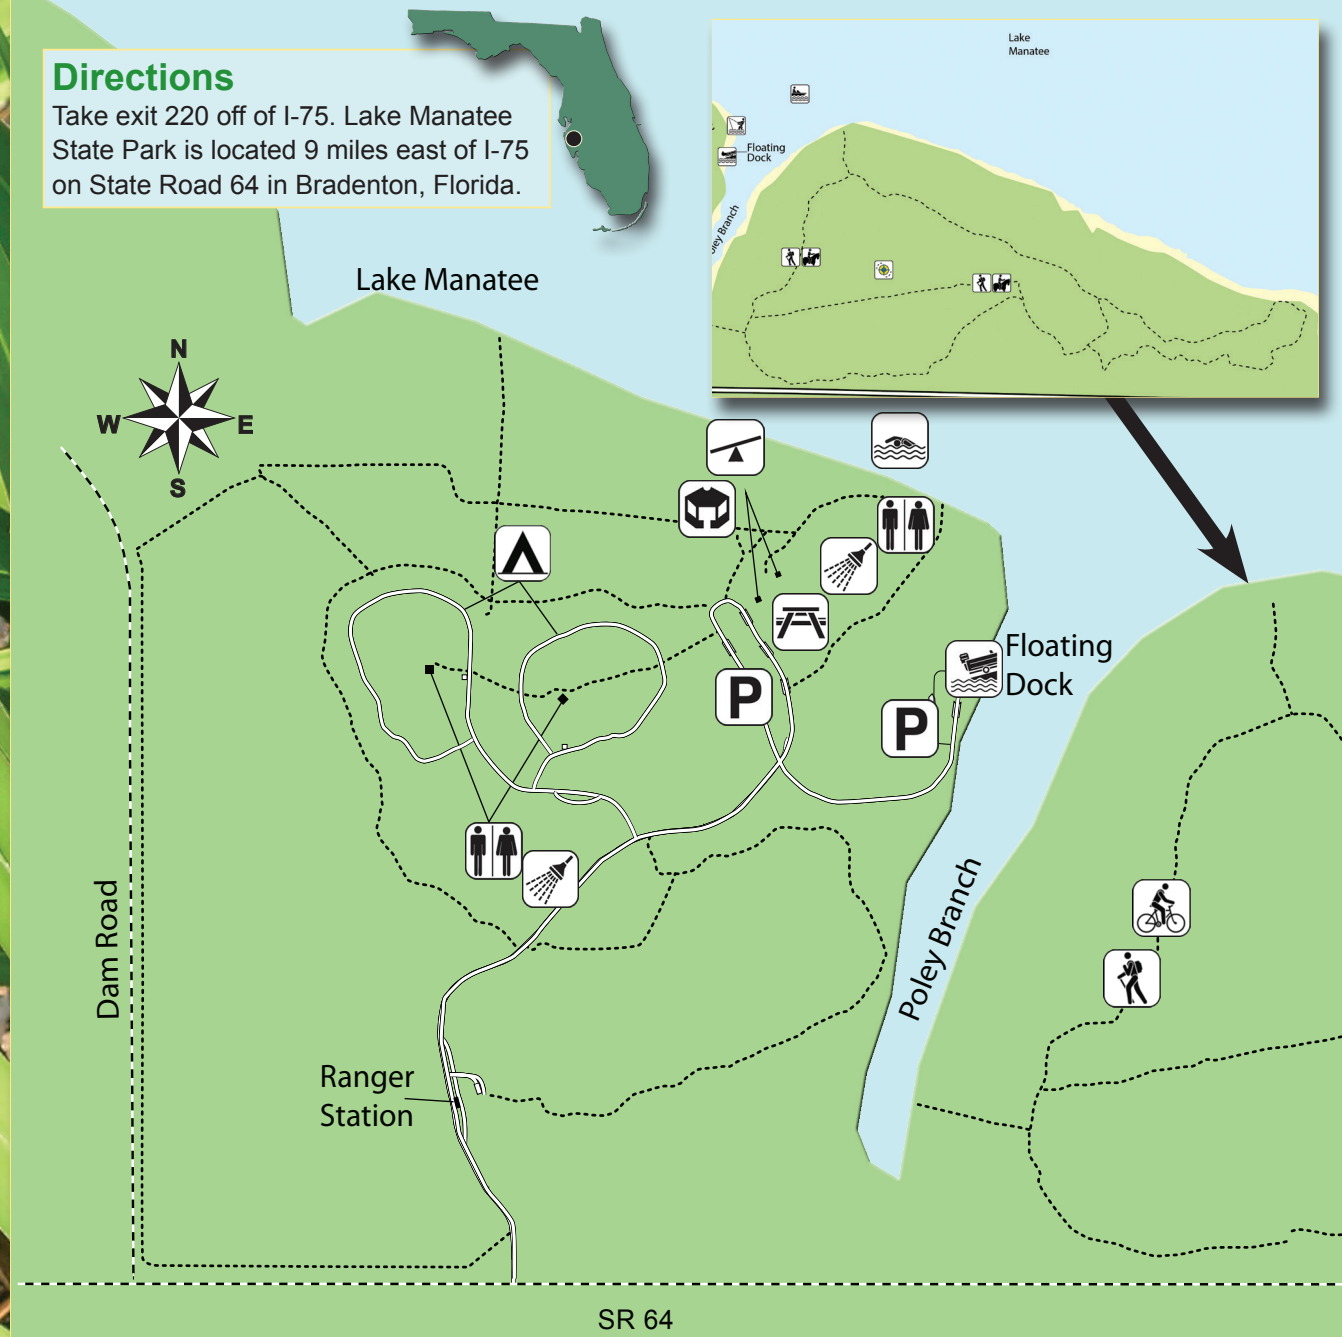 Directions
Take exit 220 off of I-75. Lake Manatee
State Park is located 9 miles east of I-75
on State Road 64 in Bradenton, Florida.
Lake
Manatee
Floating
Dock
oley Branch
Lake Manatee
N
W
E
S
Floating
Dock
P
P
Dam Road
Poley Branch
Ranger
Station
SR 64